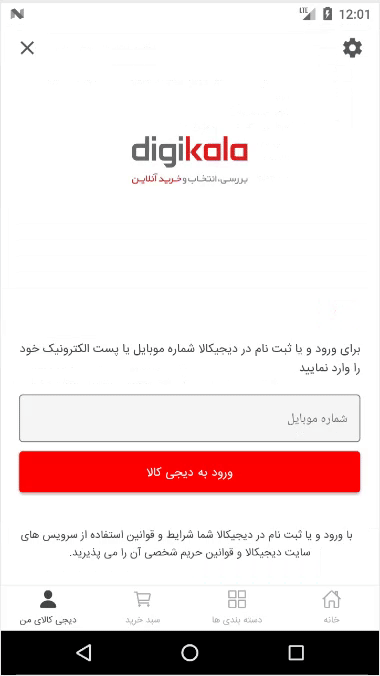 LTE 12:01
digikala
بررسی، انتخاب و خرید آنلاین
برای ورود و یا ثبت نام در دیجیکالا شماره موبایل یا پست الکترونیک خود
را وارد نمایید
شماره موبایل
ورود به دیجی کالا
با ورود و یا ثبت نام در دیجیکالا شما شرایط و قوانین استفاده از سرویس های
سایت دیجیکالا و قوانین حریم شخصی آن را می پذیرید.
خانه دسته بندی ها سبد خرید دیجی کالای من